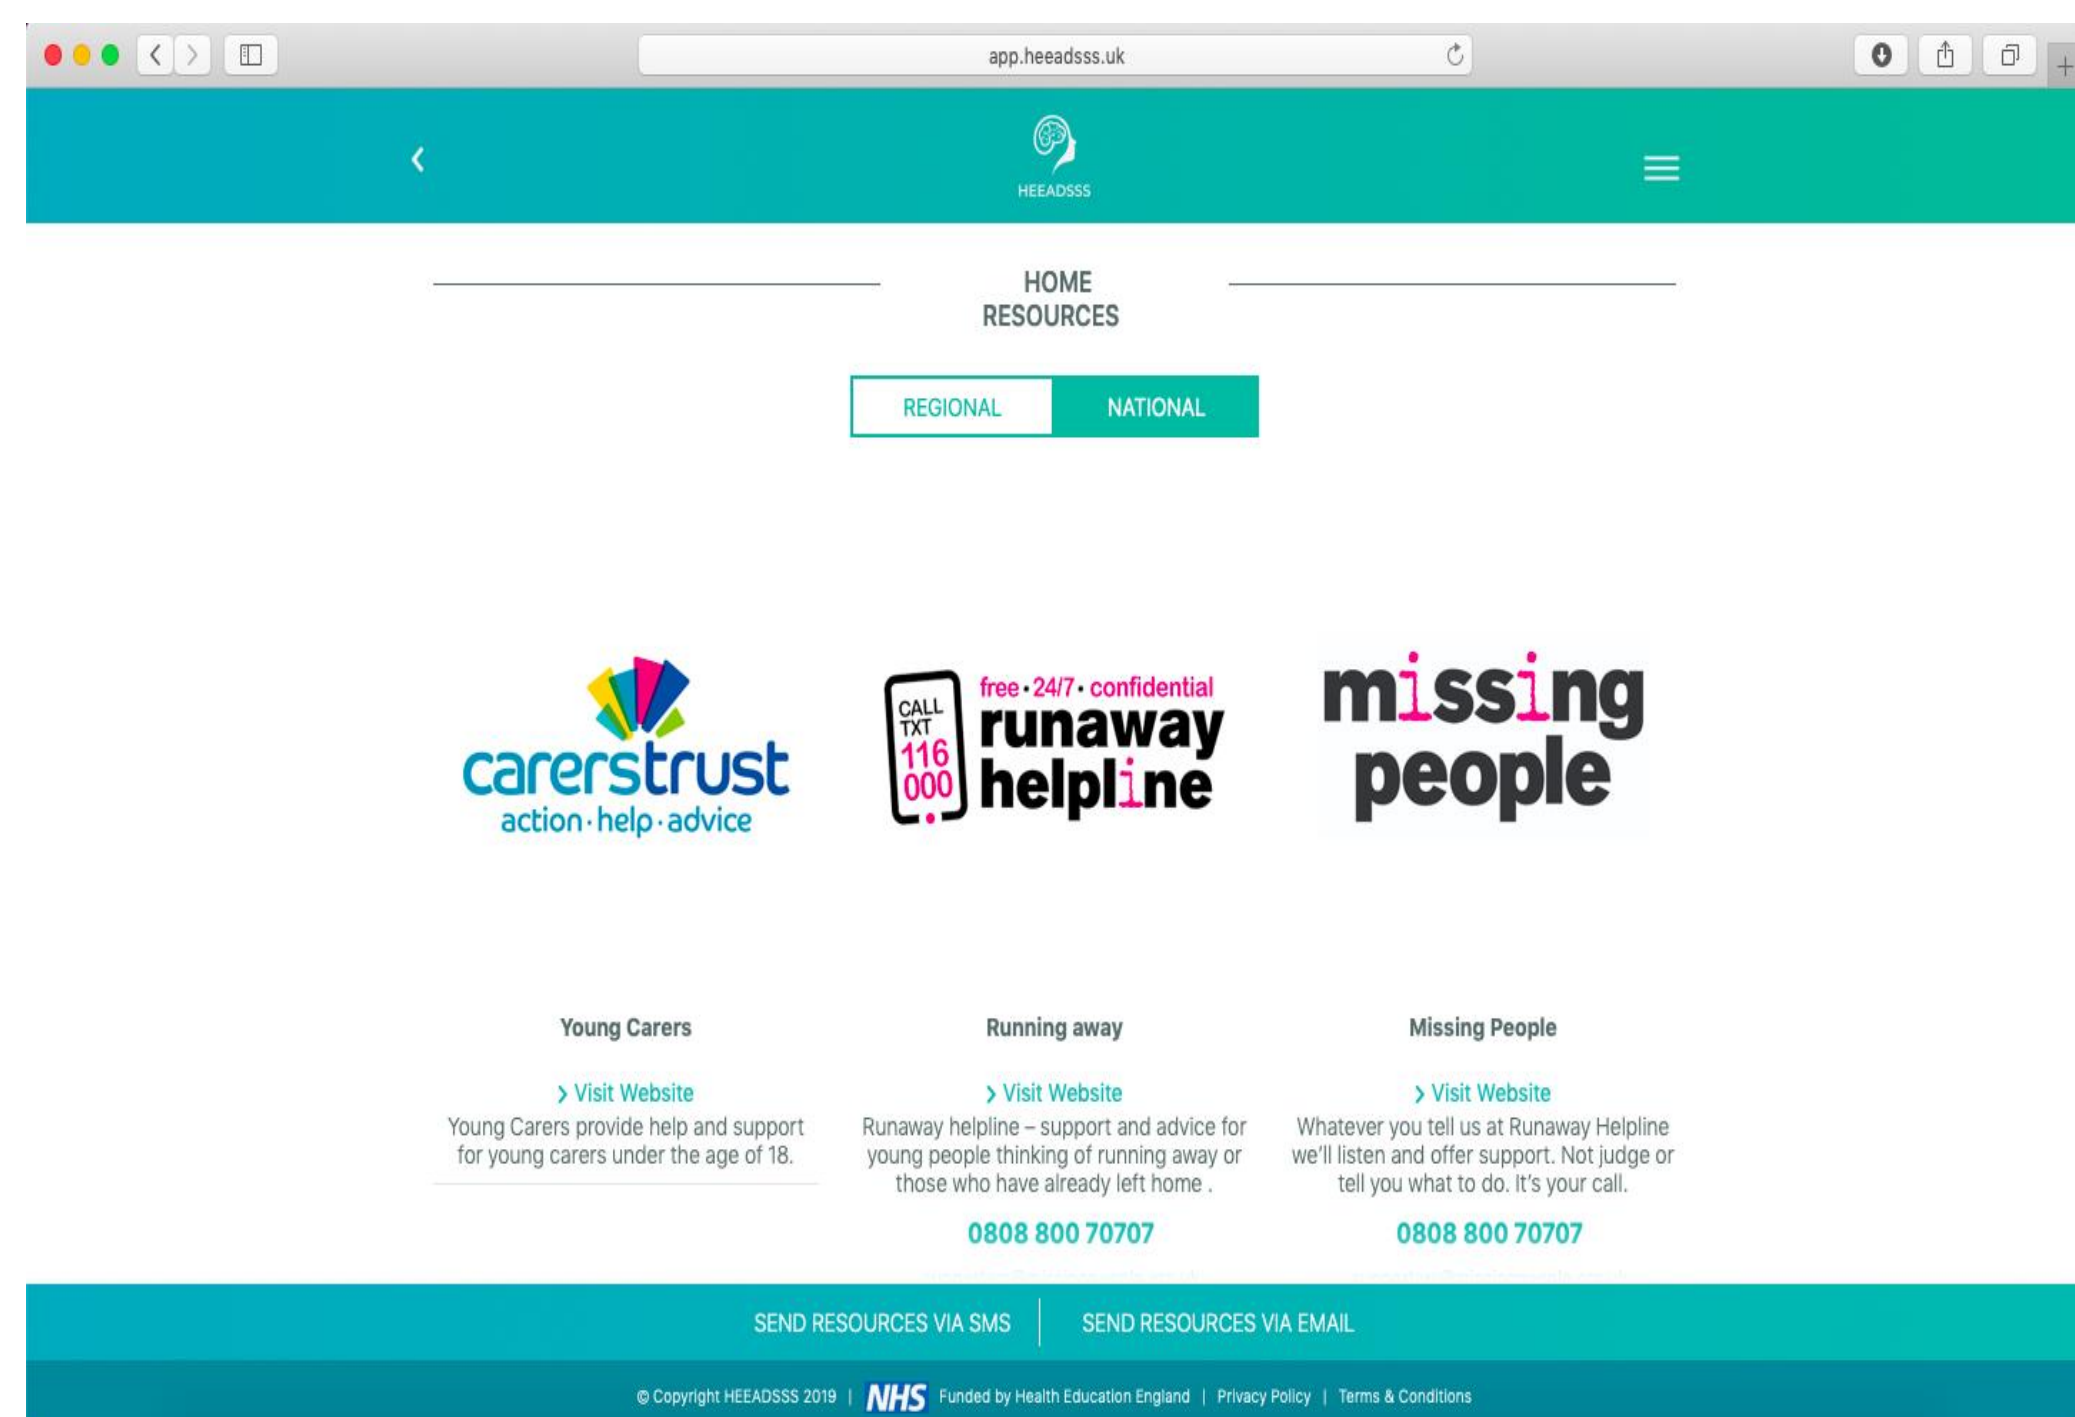 app.heeadsss.uk
HEEADSSS
HOME
RESOURCES
REGIONAL
NATIONAL
carerstrust
action · help · advice
CALL
TXT
116
000
free · 24/7 · confidential
runaway
helpline
missing
people
Young Carers
> Visit Website
Young Carers provide help and support
for young carers under the age of 18.
Running away
> Visit Website
Runaway helpline – support and advice for
young people thinking of running away or
those who have already left home .
0808 800 70707
Missing People
> Visit Website
Whatever you tell us at Runaway Helpline
we'll listen and offer support. Not judge or
tell you what to do. It's your call.
0808 800 70707
SEND RESOURCES VIA SMS
SEND RESOURCES VIA EMAIL
© Copyright HEEADSSS 2019 | NHS Funded by Health Education England | Privacy Policy | Terms & Conditions